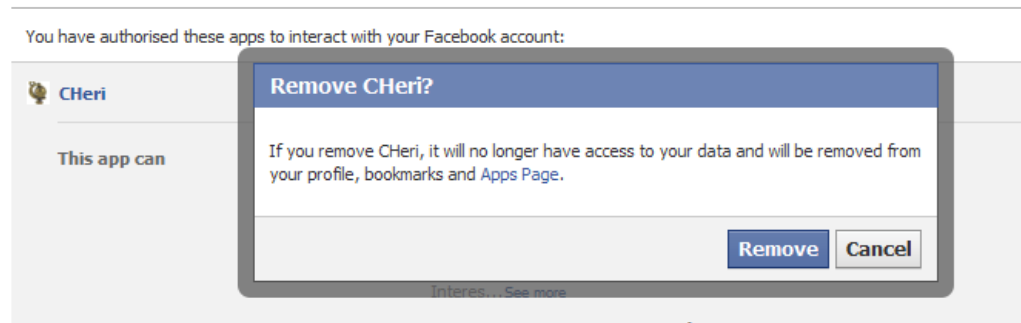 You have authorised these apps to interact with your Facebook account:
CHeri
Remove CHeri?
This app can
If you remove CHeri, it will no longer have access to your data and will be removed from
your profile, bookmarks and Apps Page.
Remove Cancel
Interes... See more